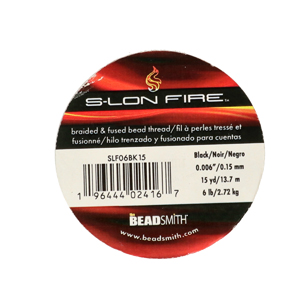 S-LON FIRE™
braided & fused bead thread/fil à perles tressé et
fusionné/hilo trenzado y fusionado para cuentas
SLF06BK15
1 96444 02416 7
Black/Noir/Negro
0.006"/0.15 mm
15 yd/13.7 m
6 lb/2.72 kg
the BEADSMITH
www.beadsmith.com